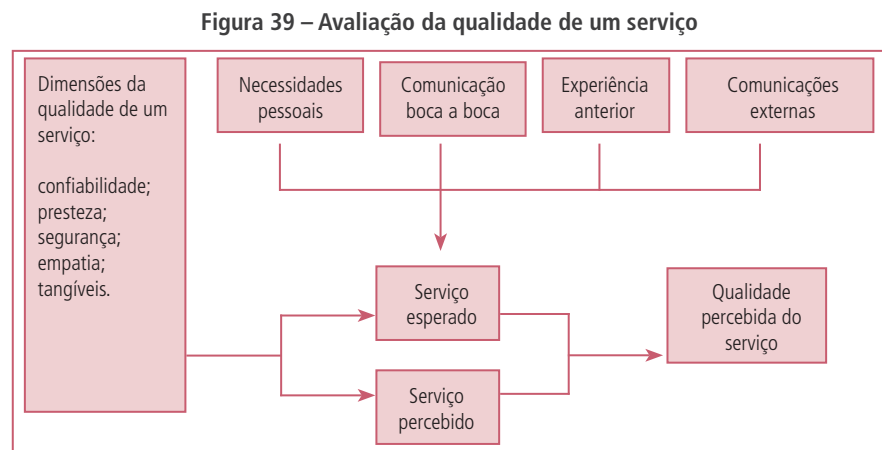 Figura 39 – Avaliação da qualidade de um serviço
Dimensões da
qualidade de um
serviço:
confiabilidade;
presteza;
segurança;
empatia;
tangíveis.
Necessidades
pessoais
Comunicação
boca a boca
Experiência
anterior
Comunicações
externas
Serviço
esperado
Serviço
percebido
Qualidade
percebida do
serviço